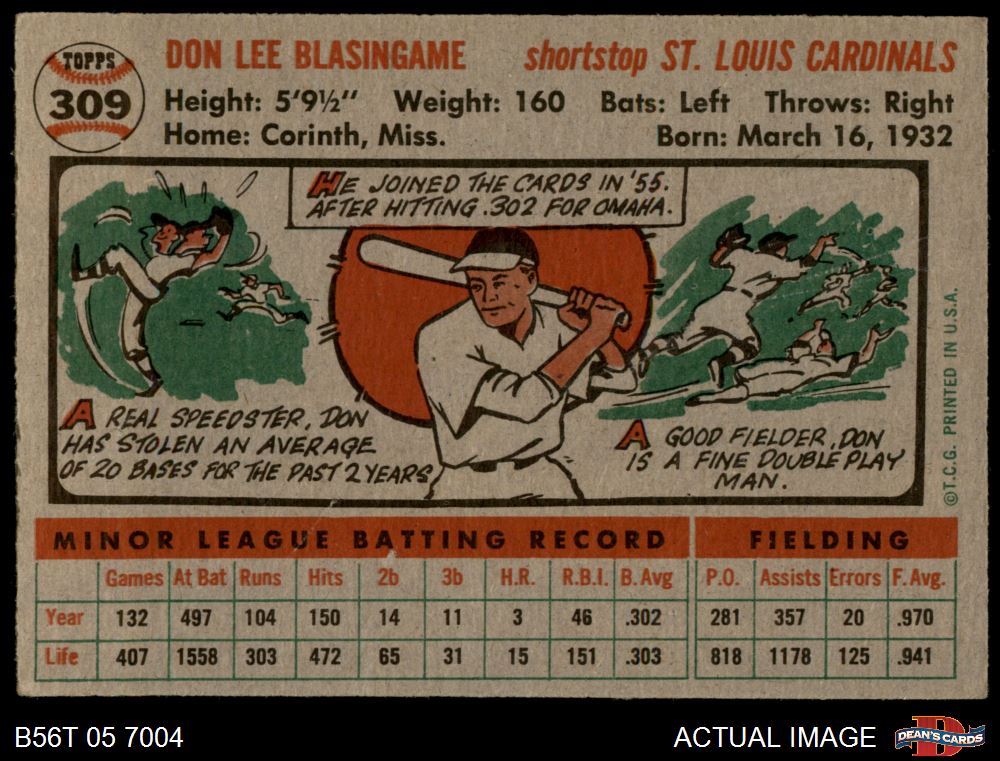 TOPPS
309
DON LEE BLASINGAME shortstop ST. LOUIS CARDINALS
Height: 5'9½" Weight: 160 Bats: Left Throws: Right
Home: Corinth, Miss. Born: March 16, 1932
HE JOINED THE CARDS IN '55.
AFTER HITTING .302 FOR OMAHA.
A REAL SPEEDSTER, DON
HAS STOLEN AN AVERAGE
OF 20 BASES FOR THE PAST 2 YEARS
A GOOD FIELDER, DON
IS A FINE DOUBLE PLAY
MAN.
©T.C.G. PRINTED IN U.S.A.
MINOR LEAGUE BATTING RECORD FIELDING
Games At Bat Runs Hits 2b 3b H.R. R.B.I. B. Avg P.O. Assists Errors F. Avg.
Year 132 497 104 150 14 11 3 46 .302 281 357 20 .970
Life 407 1558 303 472 65 31 15 151 .303 818 1178 125 .941
B56T 05 7004 ACTUAL IMAGE
DEAN'S CARDS